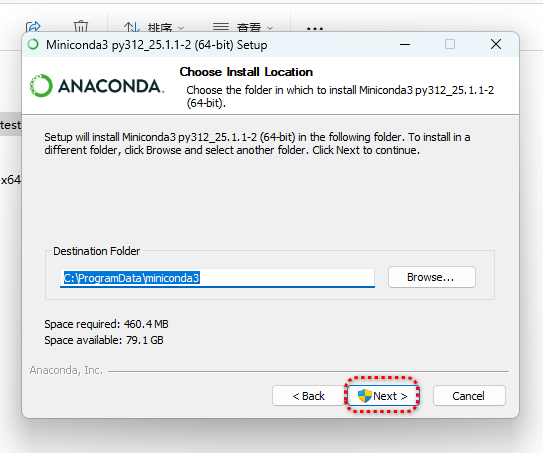 排序
查看
...
Miniconda3 py312_25.1.1-2 (64-bit) Setup
ANACONDA.
Choose Install Location
Choose the folder in which to install Miniconda3 py312_25.1.1-2
(64-bit).
test
x64
Setup will install Miniconda3 py312_25.1.1-2 (64-bit) in the following folder. To install in a
different folder, click Browse and select another folder. Click Next to continue.
Destination Folder
C:\ProgramData\miniconda3
Browse...
Space required: 460.4 MB
Space available: 79.1 GB
Anaconda, Inc.
< Back
Next >
Cancel